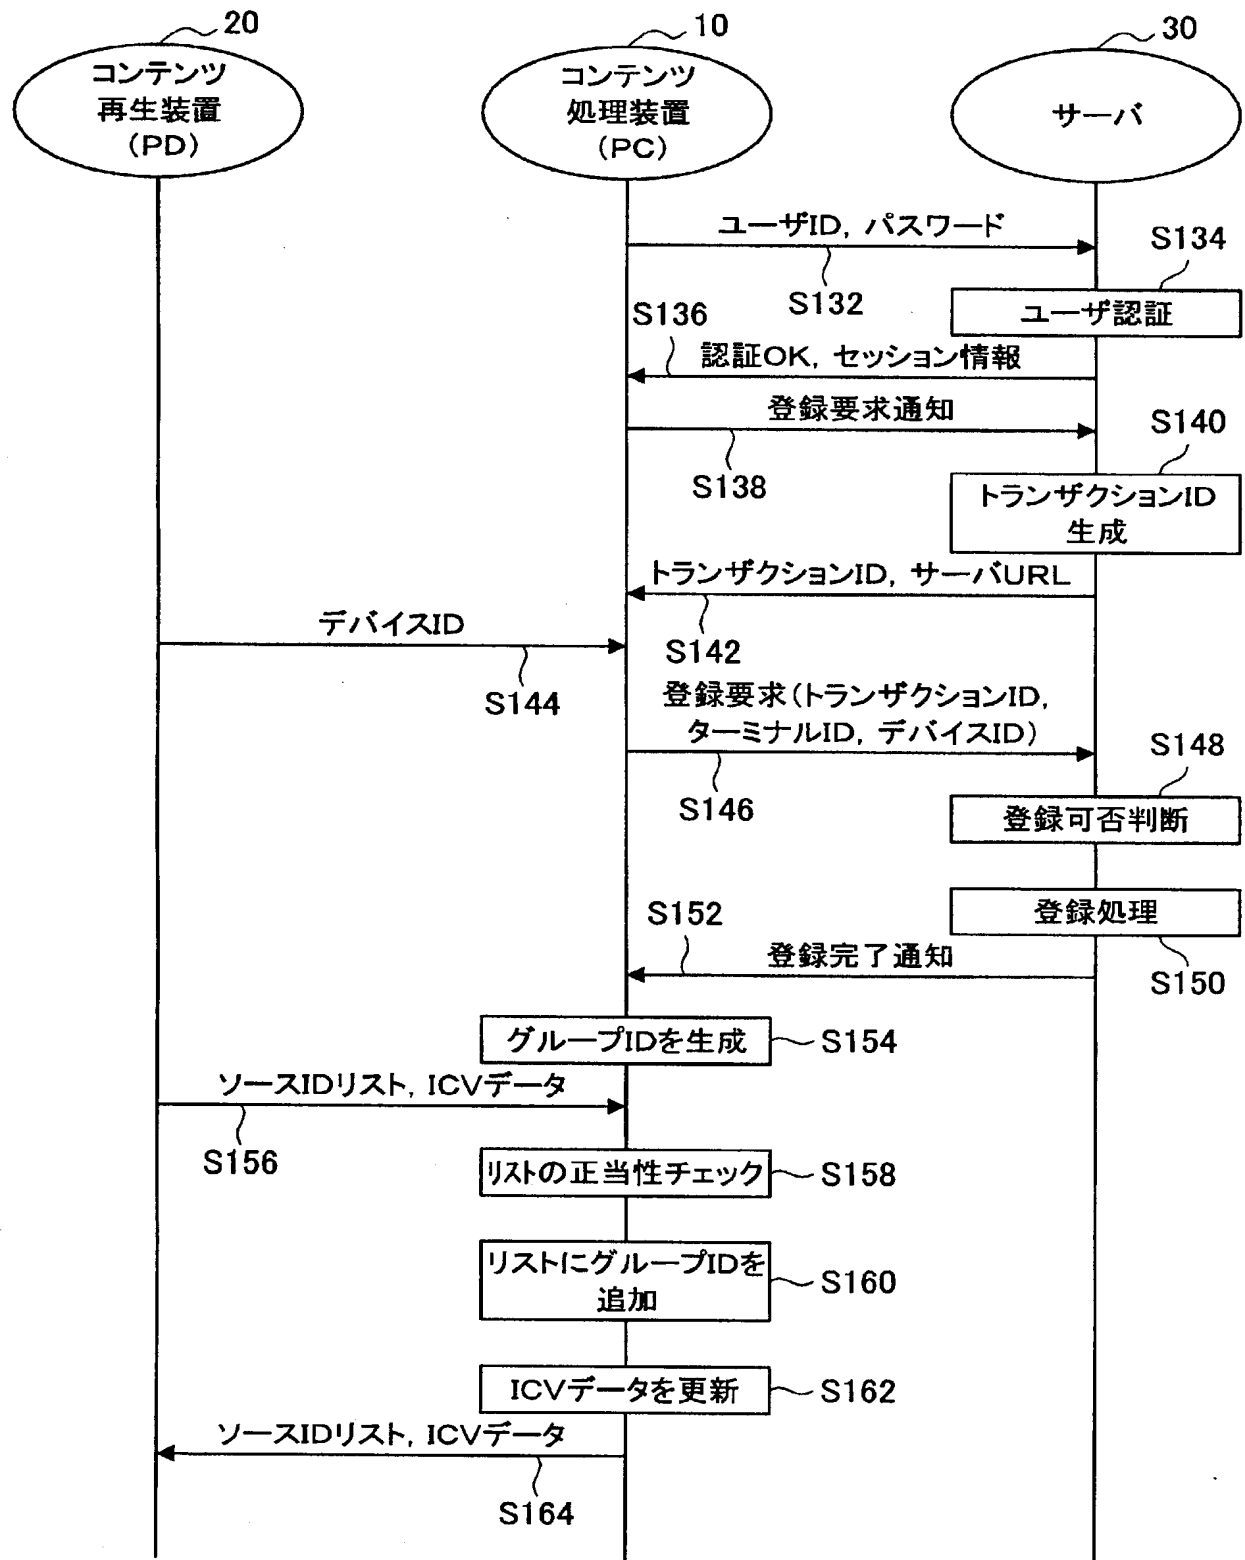 20
10
30
コンテンツ
再生装置
(PD)
コンテンツ
処理装置
(PC)
サーバ
ユーザID, パスワード
S132
S134
ユーザ認証
S136
認証OK, セッション情報
登録要求通知
S138
S140
トランザクションID
生成
トランザクションID, サーバURL
S142
デバイスID
S144
登録要求(トランザクションID,
ターミナルID, デバイスID)
S146
S148
登録可否判断
登録処理
S150
S152
登録完了通知
グループIDを生成
S154
ソースIDリスト, ICVデータ
S156
リストの正当性チェック
S158
リストにグループIDを
追加
S160
ICVデータを更新
S162
ソースIDリスト, ICVデータ
S164